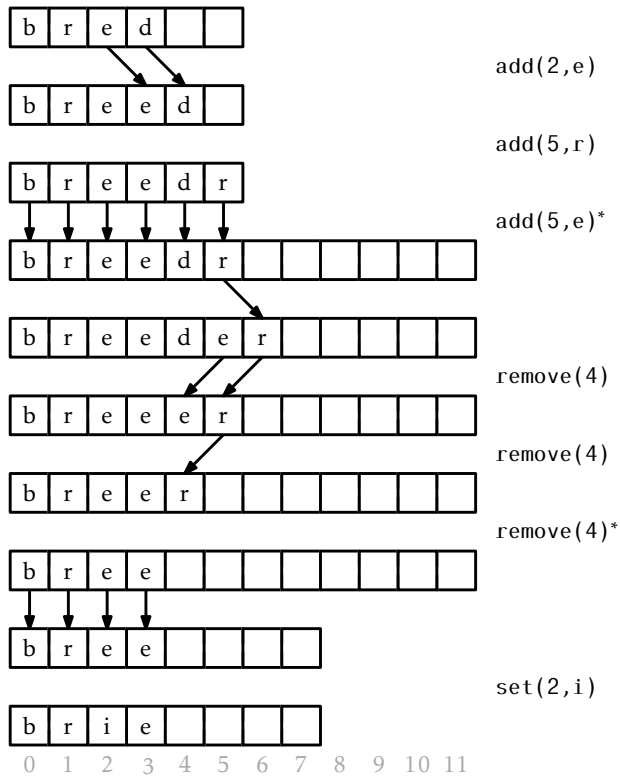 b r e d
add(2,e)
b r e e d
add(5,r)
b r e e d r
add(5,e)*
b r e e d r
b r e e d e r
remove(4)
b r e e e r
remove(4)
b r e e r
remove(4)*
b r e e
b r e e
set(2,i)
b r i e
0 1 2 3 4 5 6 7 8 9 10 11